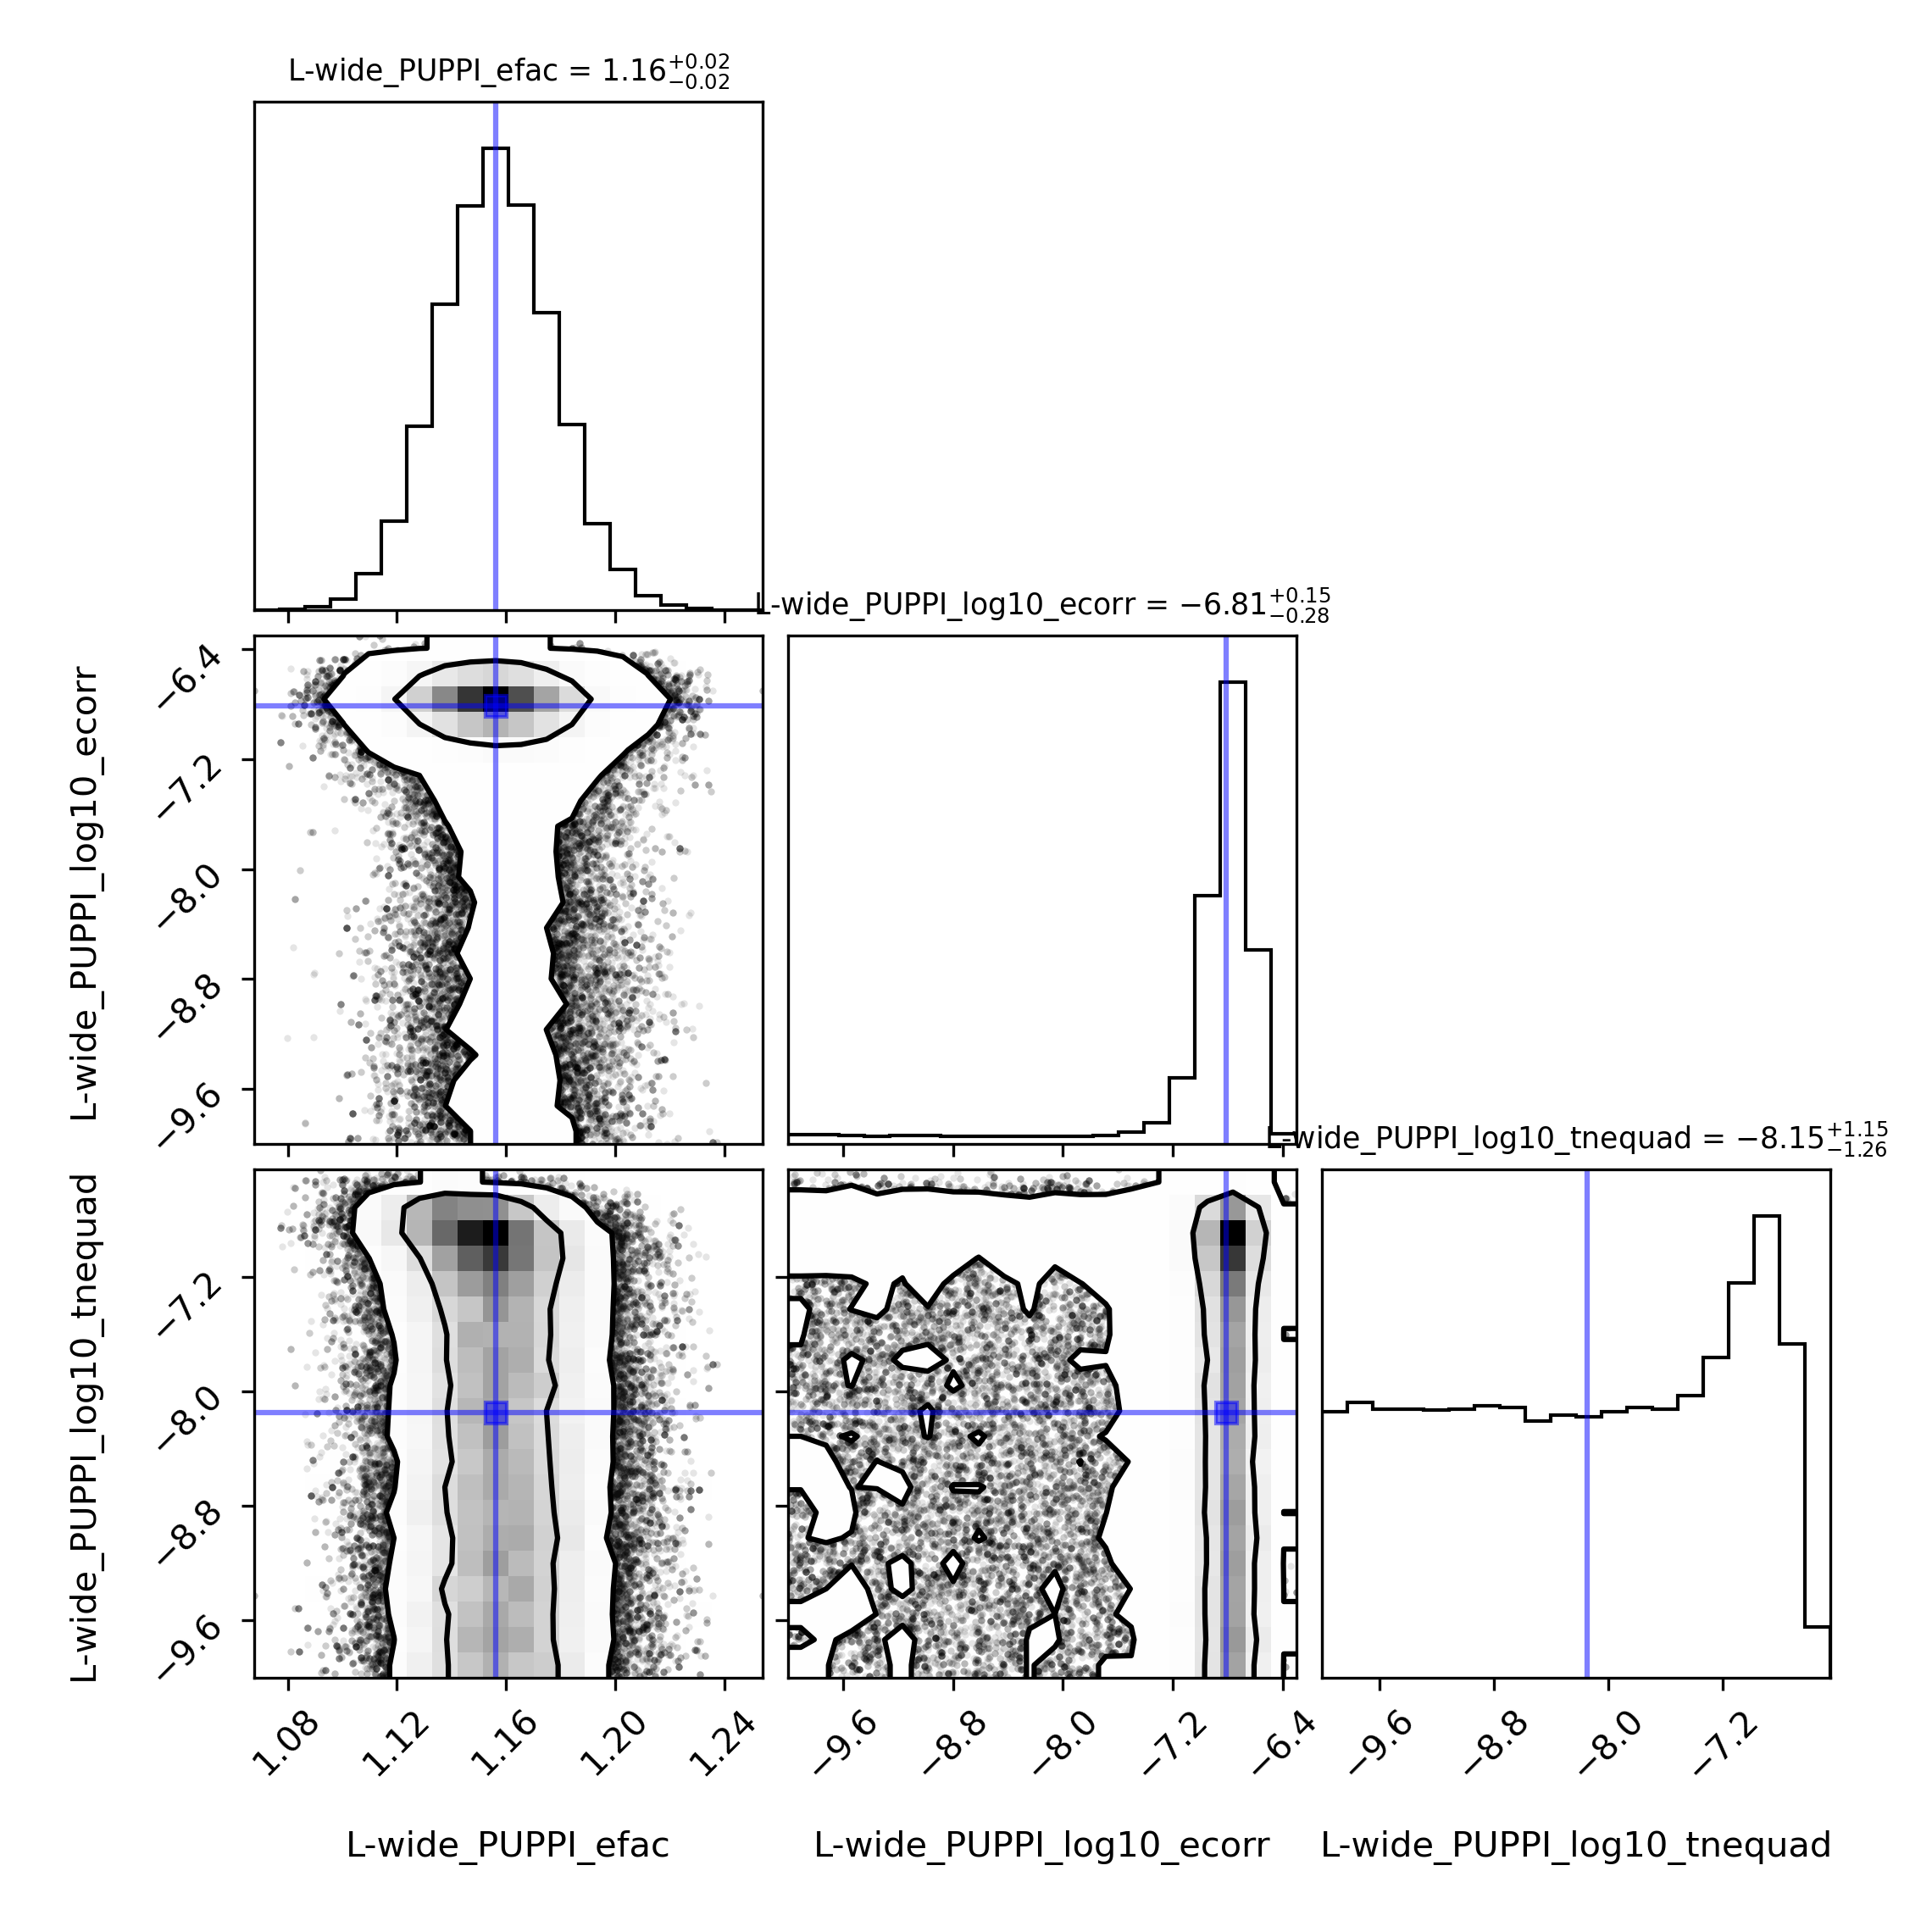 L-wide_PUPPI_efac = 1.16+0.02−0.02
L-wide_PUPPI_log10_ecorr = −6.81+0.15−0.28
L-wide_PUPPI_log10_ecorr
−6.4
−7.2
−8.0
−8.8
−9.6
L-wide_PUPPI_log10_tnequad = −8.15+1.15−1.26
L-wide_PUPPI_log10_tnequad
−7.2
−8.0
−8.8
−9.6
1.08 1.12 1.16 1.20 1.24
−9.6 −8.8 −8.0 −7.2 −6.4
−9.6 −8.8 −8.0 −7.2
L-wide_PUPPI_efac
L-wide_PUPPI_log10_ecorr
L-wide_PUPPI_log10_tnequad